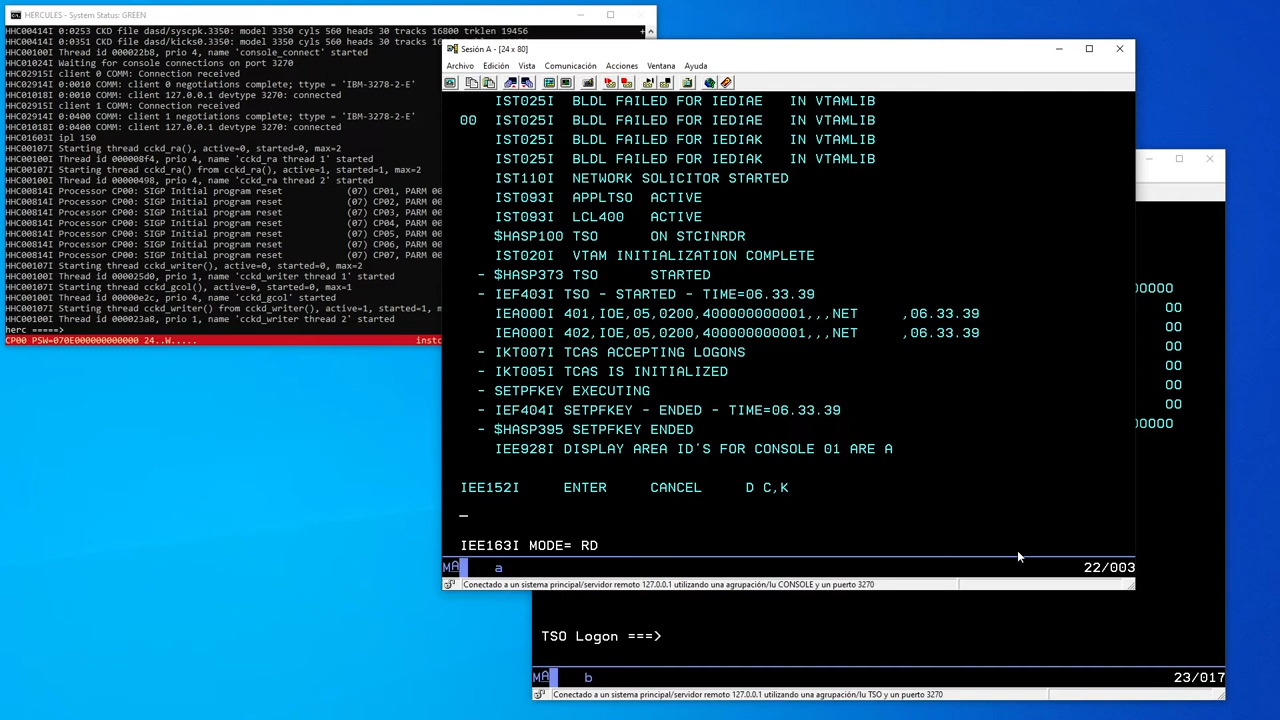 HERCULES - System Status: GREEN
HHC00414I 0:0253 CKD file dasd/syscpk.3350: model 3350 cyls 560 heads 30 tracks 16800 trklen 19456
HHC00414I 0:0351 CKD file dasd/kicks0.3350: model 3350 cyls 560 heads 30 tracks 16
HHC00100I Thread id 000022b8, prio 4, name 'console_connect' started
HHC01024I Waiting for console connections on port 3270
HHC02915I client 0 COMM: Connection received
HHC02914I 0:0010 COMM: client 0 negotiations complete; ttype = 'IBM-3278-2-E'
HHC01018I 0:0010 COMM: client 127.0.0.1 devtype 3270: connected
HHC02915I client 1 COMM: Connection received
HHC02914I 0:0400 COMM: client 1 negotiations complete; ttype = 'IBM-3278-2-E'
HHC01018I 0:0400 COMM: client 127.0.0.1 devtype 3270: connected
HHC01603I ipl 150
HHC00107I Starting thread cckd_ra(), active=0, started=0, max=2
HHC00100I Thread id 000008f4, prio 4, name 'cckd_ra thread 1' started
HHC00107I Starting thread cckd_ra() from cckd_ra(), active=1, started=1, max=2
HHC00100I Thread id 00000498, prio 4, name 'cckd_ra thread 2' started
HHC00814I Processor CP00: SIGP Initial program reset (07) CP01, PARM 00
HHC00814I Processor CP00: SIGP Initial program reset (07) CP02, PARM 00
HHC00814I Processor CP00: SIGP Initial program reset (07) CP03, PARM 00
HHC00814I Processor CP00: SIGP Initial program reset (07) CP04, PARM 00
HHC00814I Processor CP00: SIGP Initial program reset (07) CP05, PARM 00
HHC00814I Processor CP00: SIGP Initial program reset (07) CP06, PARM 00
HHC00814I Processor CP00: SIGP Initial program reset (07) CP07, PARM 00
HHC00107I Starting thread cckd_writer(), active=0, started=0, max=2
HHC00100I Thread id 000025d0, prio 1, name 'cckd_writer thread 1' started
HHC00107I Starting thread cckd_gcol(), active=0, started=0, max=1
HHC00100I Thread id 00000e2c, prio 4, name 'cckd_gcol' started
HHC00107I Starting thread cckd_writer() from cckd_writer(), active=1, started=1, m
HHC00100I Thread id 000023a8, prio 1, name 'cckd_writer thread 2' started
herc =====>
CP00 PSW=070E000000000000 24..W..... instc
Sesión A - [24 x 80]
Archivo Edición Vista Comunicación Acciones Ventana Ayuda
IST025I BLDL FAILED FOR IEDIAE IN VTAMLIB
00 IST025I BLDL FAILED FOR IEDIAE IN VTAMLIB
IST025I BLDL FAILED FOR IEDIAK IN VTAMLIB
IST025I BLDL FAILED FOR IEDIAK IN VTAMLIB
IST110I NETWORK SOLICITOR STARTED
IST093I APPLTSO ACTIVE
IST093I LCL400 ACTIVE
$HASP100 TSO ON STCINRDR
IST020I VTAM INITIALIZATION COMPLETE
- $HASP373 TSO STARTED
- IEF403I TSO - STARTED - TIME=06.33.39
IEA000I 401,IOE,05,0200,400000000001,,,NET ,06.33.39
IEA000I 402,IOE,05,0200,400000000001,,,NET ,06.33.39
- IKT007I TCAS ACCEPTING LOGONS
- IKT005I TCAS IS INITIALIZED
- SETPFKEY EXECUTING
- IEF404I SETPFKEY - ENDED - TIME=06.33.39
- $HASP395 SETPFKEY ENDED
IEE928I DISPLAY AREA ID'S FOR CONSOLE 01 ARE A
IEE152I ENTER CANCEL D C,K
_
IEE163I MODE= RD
MA a 22/003
Conectado a un sistema principal/servidor remoto 127.0.0.1 utilizando una agrupación/lu CONSOLE y un puerto 3270
00000
00
00
00
00
00
00
0000
TSO Logon ===>
MA b 23/017
Conectado a un sistema principal/servidor remoto 127.0.0.1 utilizando una agrupación/lu TSO y un puerto 3270